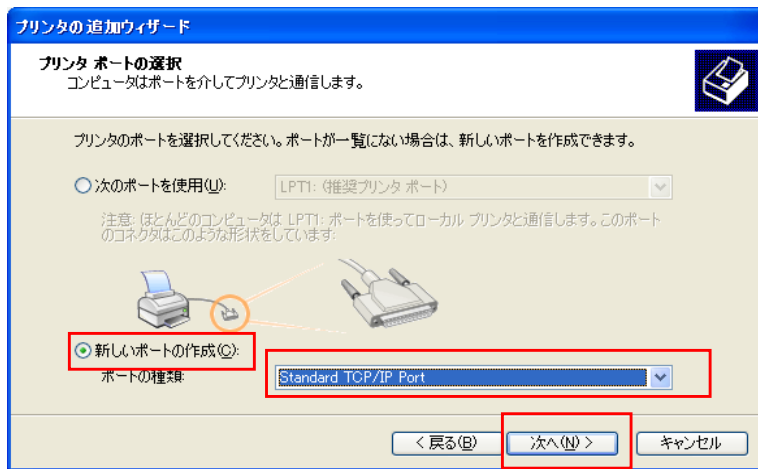 プリンタの追加ウィザード
プリンタ ポートの選択
コンピュータはポートを介してプリンタと通信します。
プリンタのポートを選択してください。ポートが一覧にない場合は、新しいポートを作成できます。
次のポートを使用(U): LPT1: (推奨プリンタ ポート)
注意: ほとんどのコンピュータは LPT1: ポートを使ってローカル プリンタと通信します。このポート
のコネクタはこのような形状をしています:
新しいポートの作成(C):
ポートの種類: Standard TCP/IP Port
< 戻る(B) 次へ(N) > キャンセル